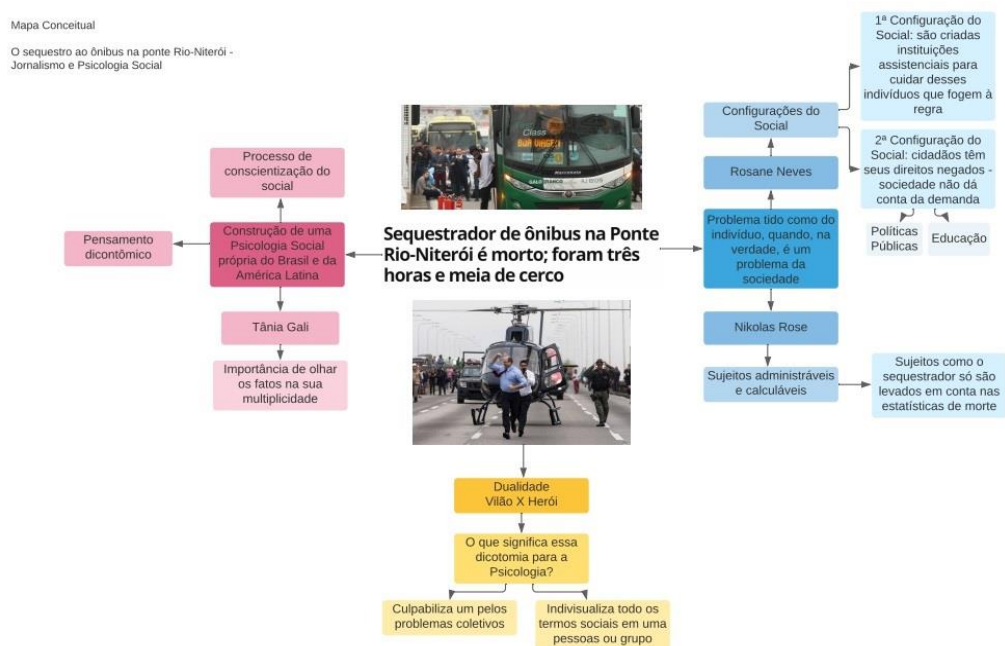 Mapa Conceitual
O sequestro ao ônibus na ponte Rio-Niterói -
Jornalismo e Psicologia Social
1ª Configuração do
Social: são criadas
instituições
assistenciais para
cuidar desses
indivíduos que fogem à
regra
Configurações do
Social
2ª Configuração do
Social: cidadãos têm
seus direitos negados -
sociedade não dá
conta da demanda
Políticas
Públicas
Educação
Rosane Neves
Processo de
conscientização do
social
Construção de uma
Psicologia Social
própria do Brasil e da
América Latina
Pensamento
dicontômico
Tânia Gali
Importância de olhar
os fatos na sua
multiplicidade
Class
BOA VIAGEM
Sequestrador de ônibus na Ponte
Rio-Niterói é morto; foram três
horas e meia de cerco
Problema tido como do
indivíduo, quando, na
verdade, é um
problema da
sociedade
Nikolas Rose
Sujeitos administráveis
e calculáveis
Sujeitos como o
sequestrador só são
levados em conta nas
estatísticas de morte
Dualidade
Vilão X Herói
O que significa essa
dicotomia para a
Psicologia?
Culpabiliza um pelos
problemas coletivos
Indivisualiza todo os
termos sociais em uma
pessoas ou grupo